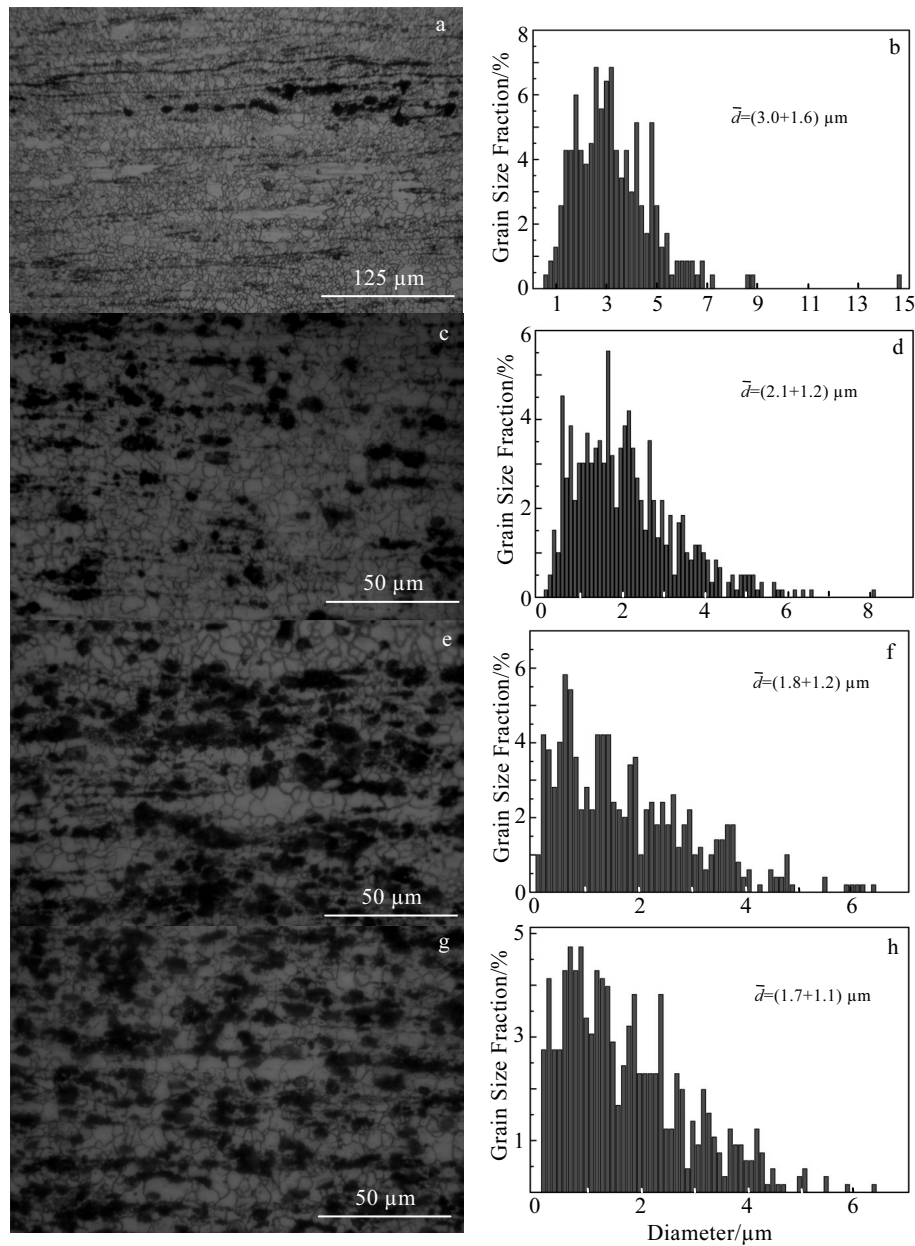 a
125 µm
b
8
6
4
2
0
Grain Size Fraction/%
d̄=(3.0+1.6) µm
1 3 5 7 9 11 13 15
c
50 µm
d
6
4
2
0
Grain Size Fraction/%
d̄=(2.1+1.2) µm
0 2 4 6 8
e
50 µm
f
6
4
2
0
Grain Size Fraction/%
d̄=(1.8+1.2) µm
0 2 4 6
g
50 µm
h
5
3
1
Grain Size Fraction/%
d̄=(1.7+1.1) µm
0 2 4 6
Diameter/µm